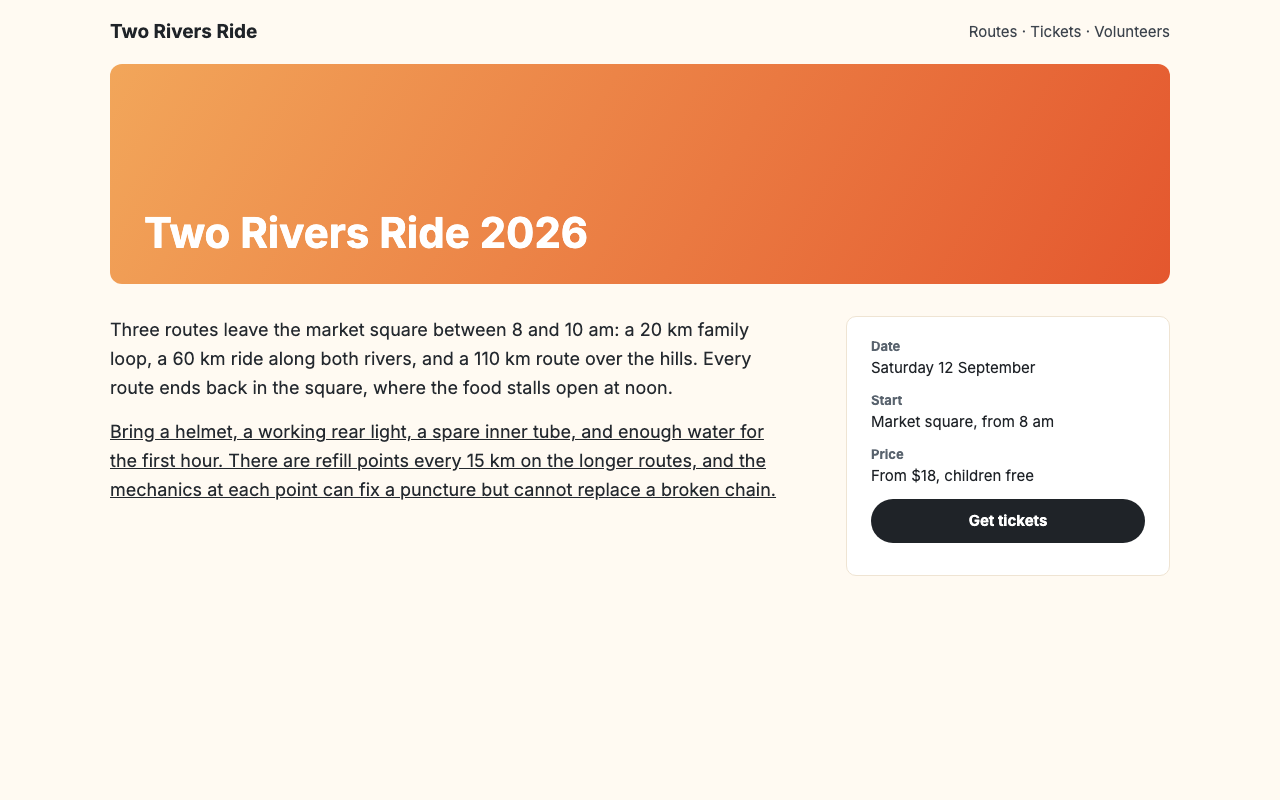 Two Rivers Ride
Routes · Tickets · Volunteers
Two Rivers Ride 2026
Three routes leave the market square between 8 and 10 am: a 20 km family
loop, a 60 km ride along both rivers, and a 110 km route over the hills. Every
route ends back in the square, where the food stalls open at noon.
Bring a helmet, a working rear light, a spare inner tube, and enough water for
the first hour. There are refill points every 15 km on the longer routes, and the
mechanics at each point can fix a puncture but cannot replace a broken chain.
Date
Saturday 12 September
Start
Market square, from 8 am
Price
From $18, children free
Get tickets